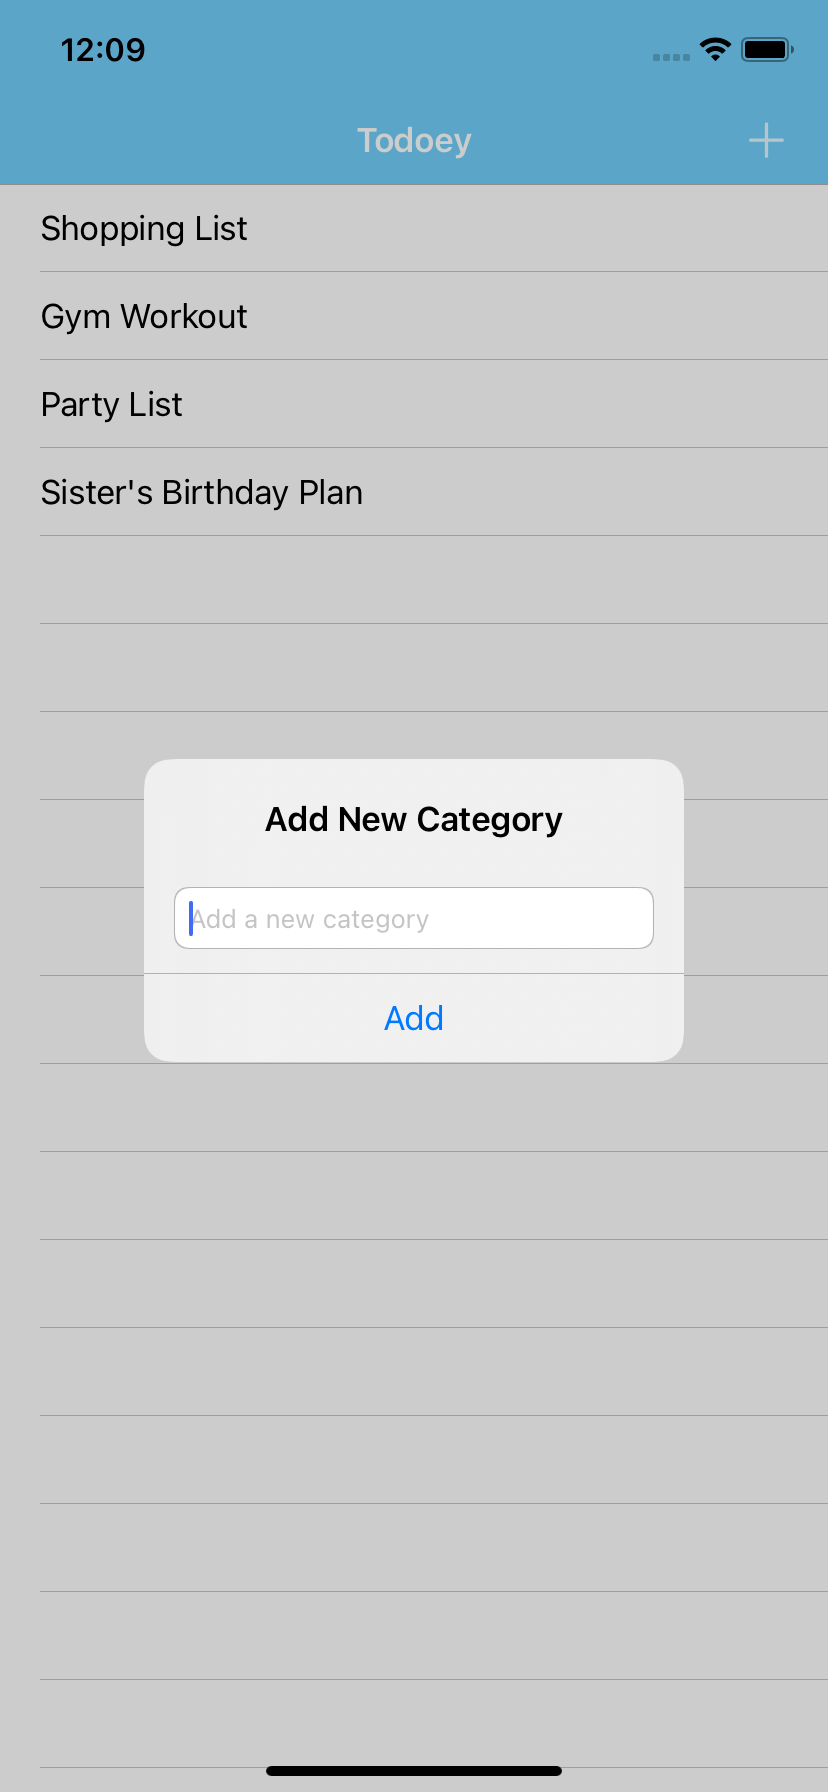 12:09
Todoey
Shopping List
Gym Workout
Party List
Sister's Birthday Plan
Add New Category
Add a new category
Add